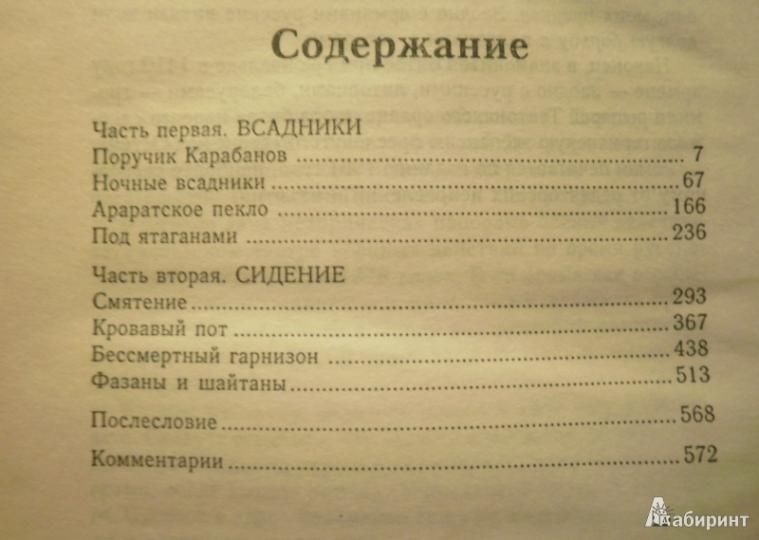 Содержание
Часть первая. ВСАДНИКИ
Поручик Карабанов ........ 7
Ночные всадники ........ 67
Араратское пекло ........ 166
Под ятаганами ........ 236
Часть вторая. СИДЕНИЕ
Смятение ........ 293
Кровавый пот ........ 367
Бессмертный гарнизон ........ 438
Фазаны и шайтаны ........ 513
Послесловие ........ 568
Комментарии ........ 572
Лабиринт